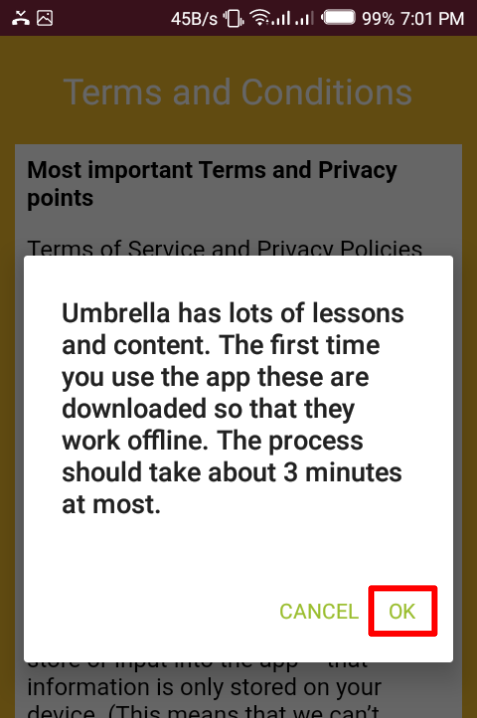 45B/s 99% 7:01 PM
Terms and Conditions
Most important Terms and Privacy
points
Terms of Service and Privacy Policies
Umbrella has lots of lessons
and content. The first time
you use the app these are
downloaded so that they
work offline. The process
should take about 3 minutes
at most.
CANCEL OK
store or input into the app – that
information is only stored on your
device. (This means that we can't